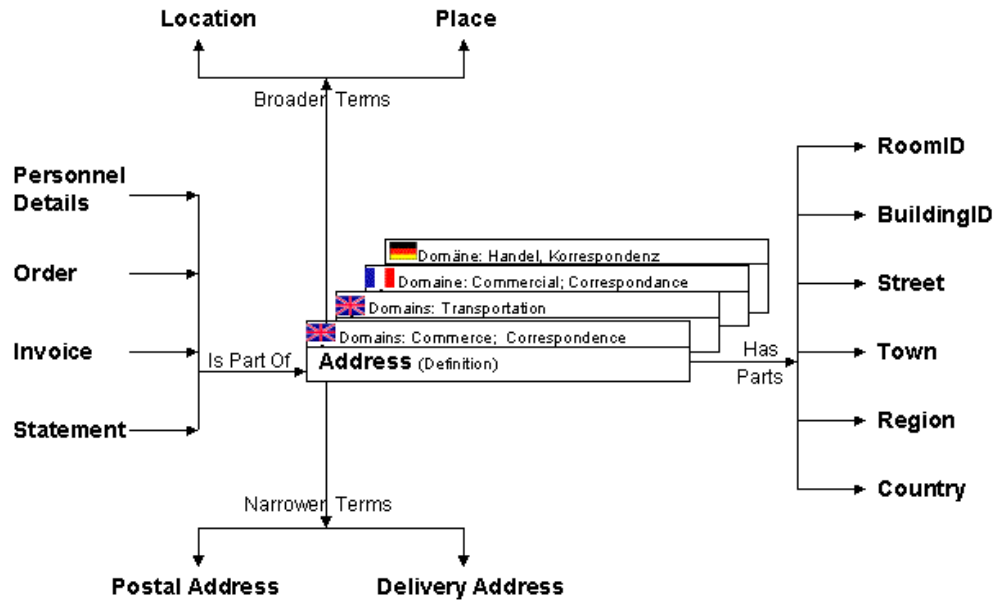 Location
Place
Broader Terms
Personnel
Details
Order
Invoice
Statement
Is Part Of
Domäne: Handel, Korrespondenz
Domaine: Commercial; Correspondance
Domains: Transportation
Domains: Commerce; Correspondence
Address (Definition)
Has
Parts
RoomID
BuildingID
Street
Town
Region
Country
Narrower Terms
Postal Address
Delivery Address